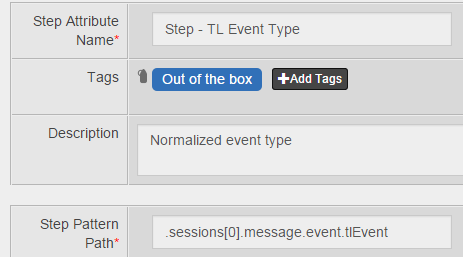 Step Attribute
Name*
Step - TL Event Type
Tags
Out of the box
+Add Tags
Description
Normalized event type
Step Pattern
Path*
.sessions[0].message.event.tlEvent